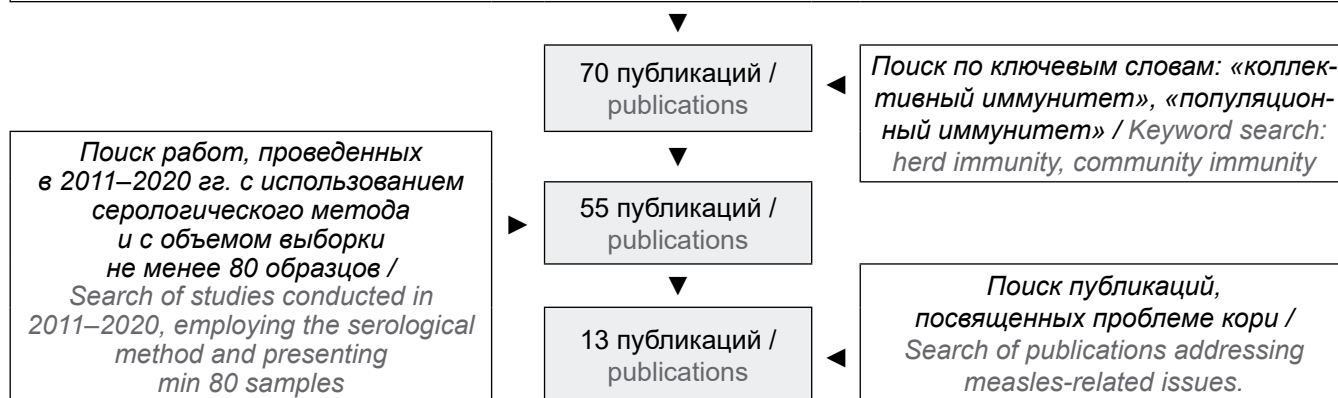 70 публикаций /
publications
Поиск по ключевым словам: «коллек-
тивный иммунитет», «популяцион-
ный иммунитет» / Keyword search:
herd immunity, community immunity
Поиск работ, проведенных
в 2011–2020 гг. с использованием
серологического метода
и с объемом выборки
не менее 80 образцов /
Search of studies conducted in
2011–2020, employing the serological
method and presenting
min 80 samples
55 публикаций /
publications
13 публикаций /
publications
Поиск публикаций,
посвященных проблеме кори /
Search of publications addressing
measles-related issues.